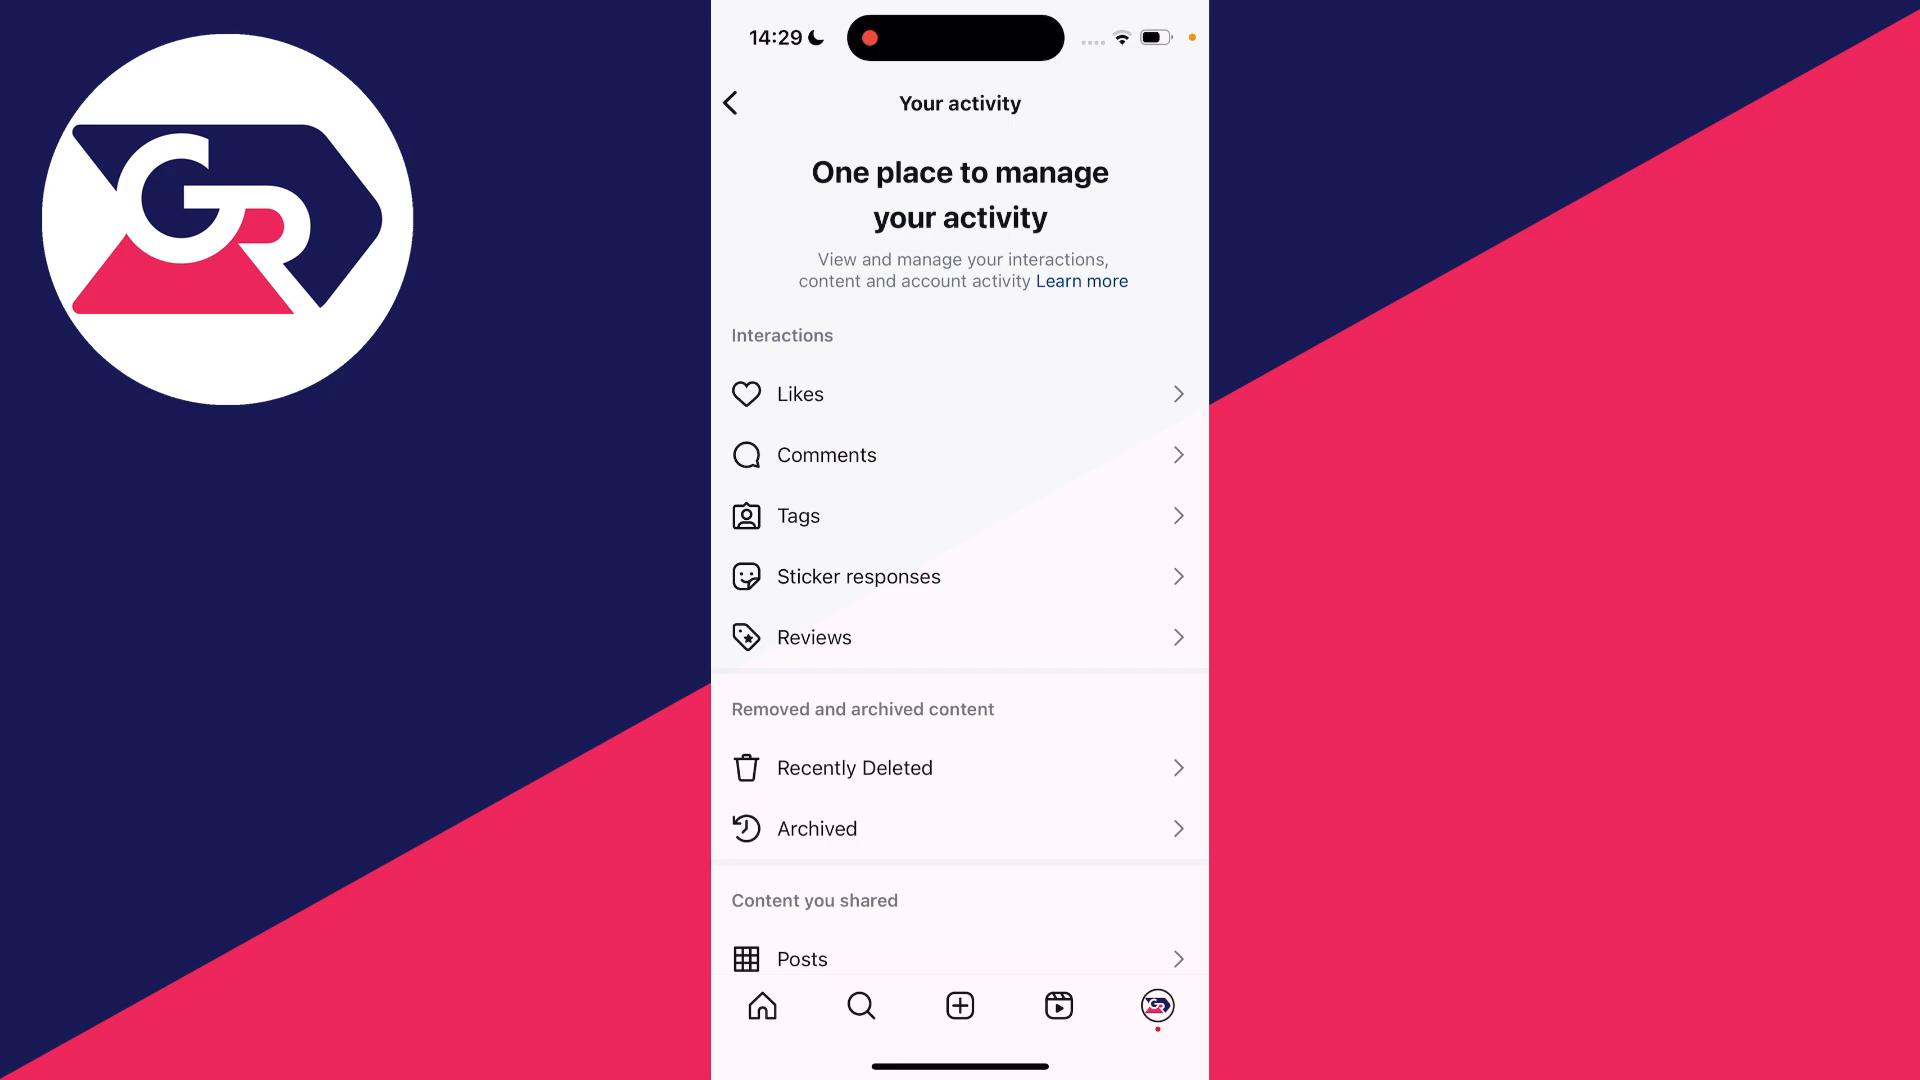 GR
14:29
Your activity
One place to manage
your activity
View and manage your interactions,
content and account activity Learn more
Interactions
Likes
Comments
Tags
Sticker responses
Reviews
Removed and archived content
Recently Deleted
Archived
Content you shared
Posts
GR